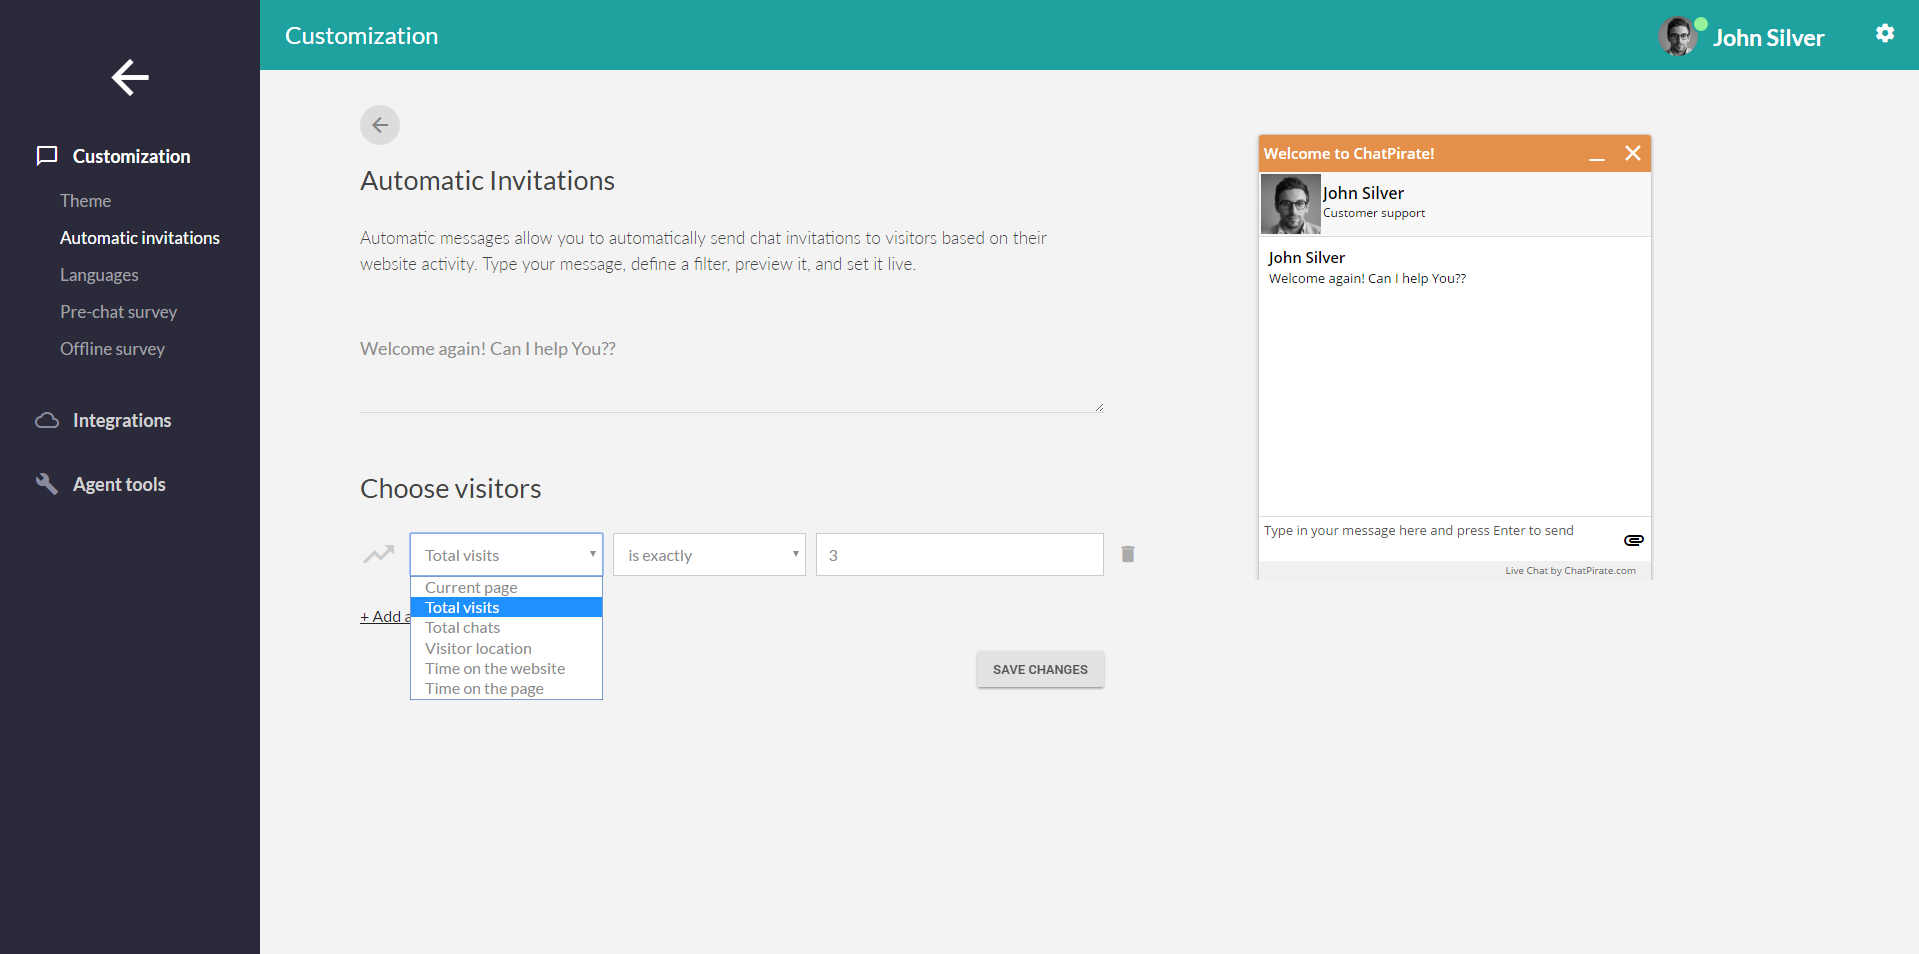 Customization
John Silver
Customization
Theme
Automatic invitations
Languages
Pre-chat survey
Offline survey
Integrations
Agent tools
Automatic Invitations
Automatic messages allow you to automatically send chat invitations to visitors based on their
website activity. Type your message, define a filter, preview it, and set it live.
Welcome again! Can I help You??
Choose visitors
Total visits
is exactly
3
Current page
Total visits
Total chats
Visitor location
Time on the website
Time on the page
+ Add
SAVE CHANGES
Welcome to ChatPirate!
John Silver
Customer support
John Silver
Welcome again! Can I help You??
Type in your message here and press Enter to send
Live Chat by ChatPirate.com